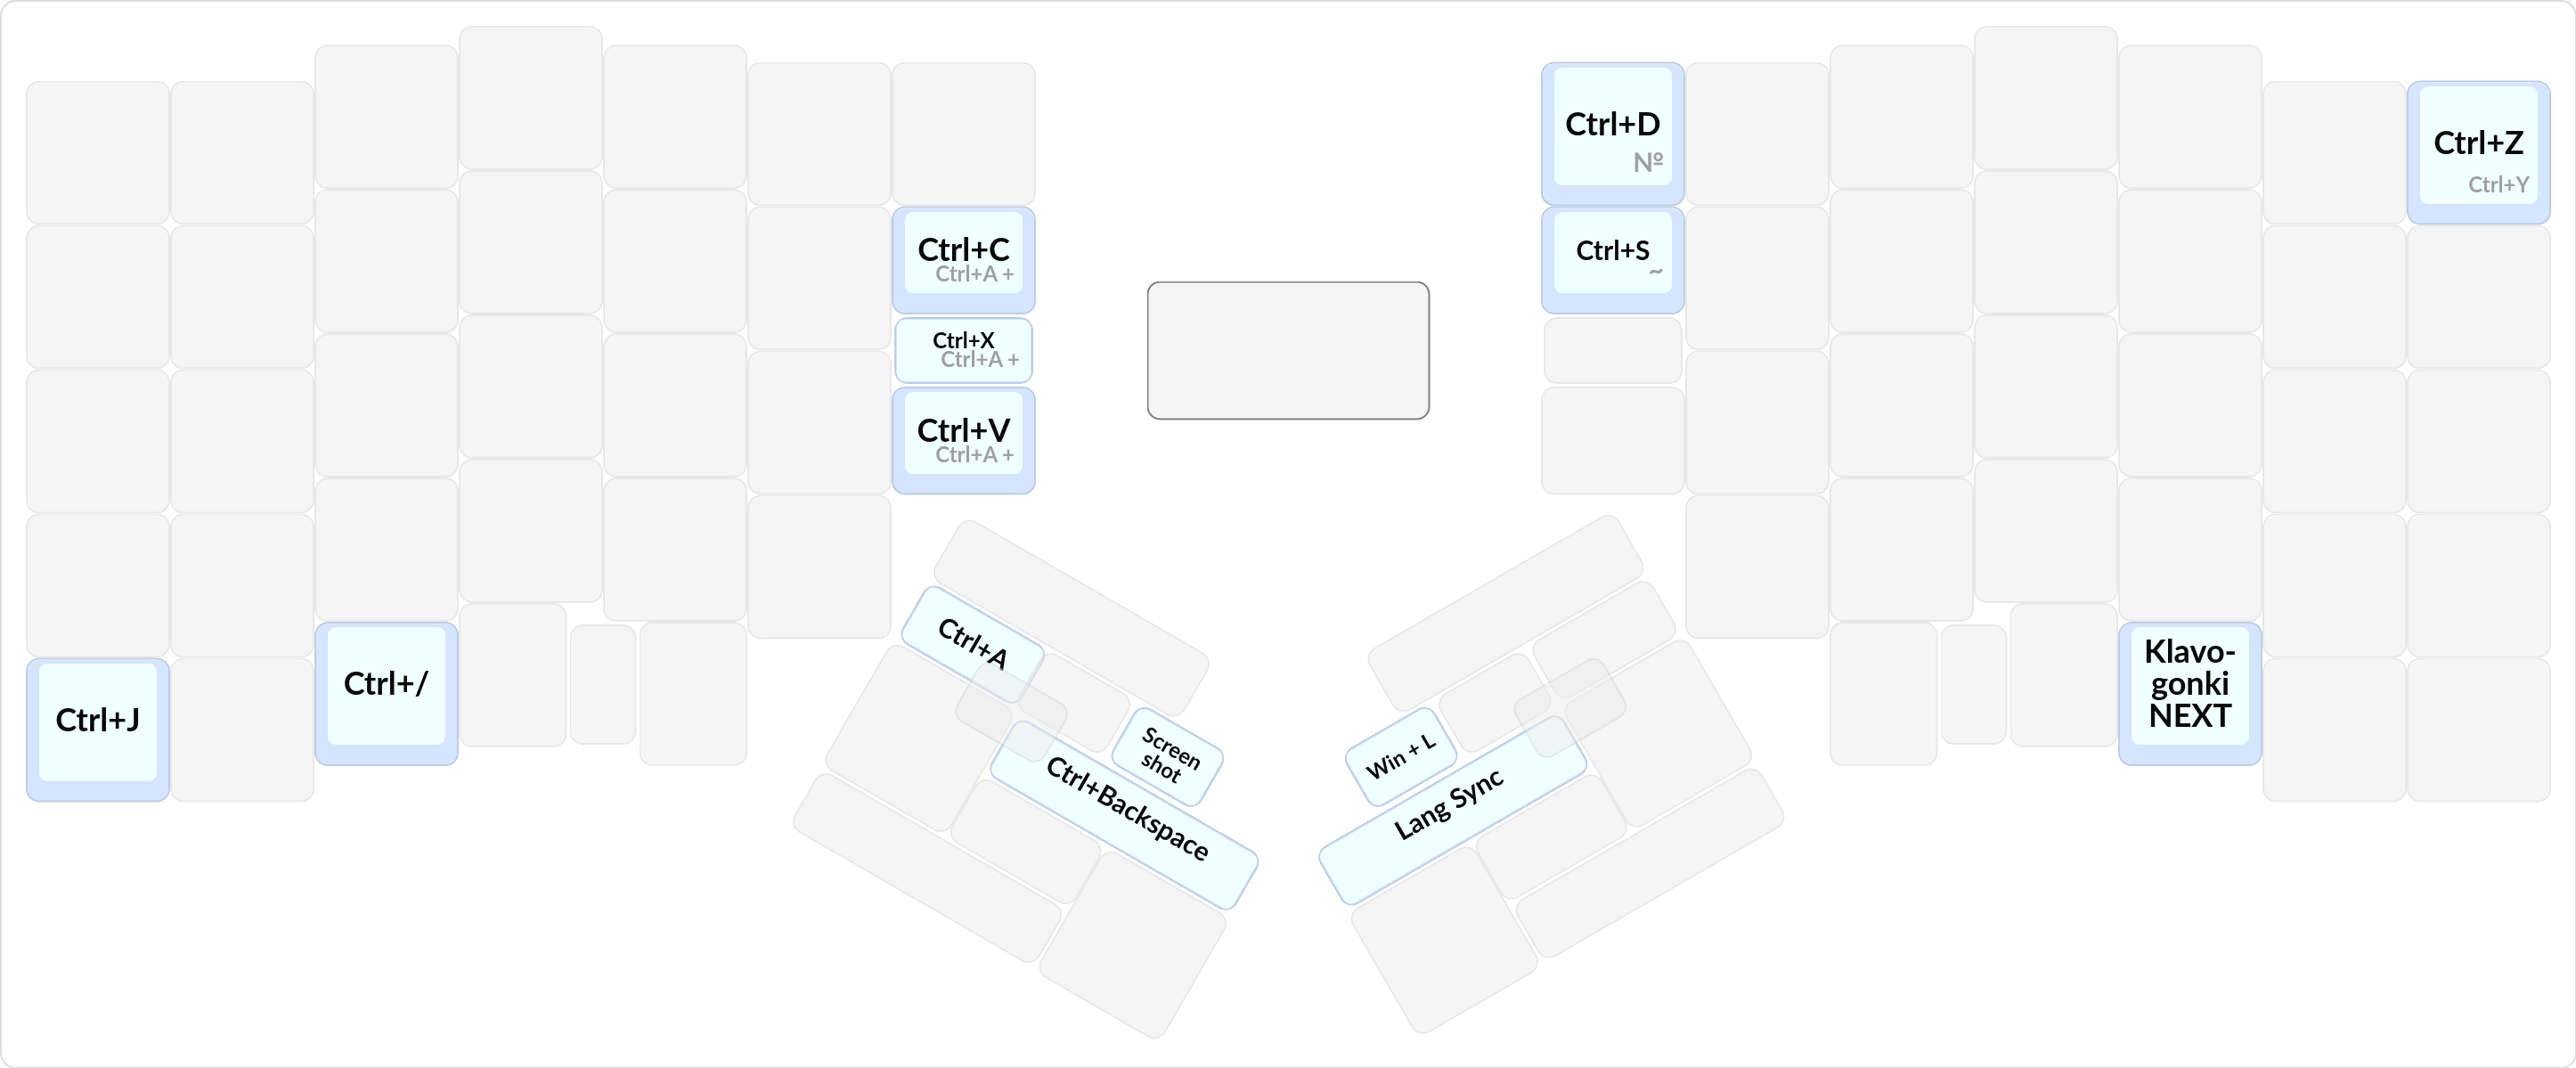 Ctrl+D
Nº
Ctrl+Z
Ctrl+Y
Ctrl+C
Ctrl+A +
Ctrl+S
~
Ctrl+X
Ctrl+A +
Ctrl+V
Ctrl+A +
Ctrl+A
Ctrl+J
Ctrl+/
Screen
shot
Ctrl+Backspace
Win + L
Lang Sync
Klavo-
gonki
NEXT